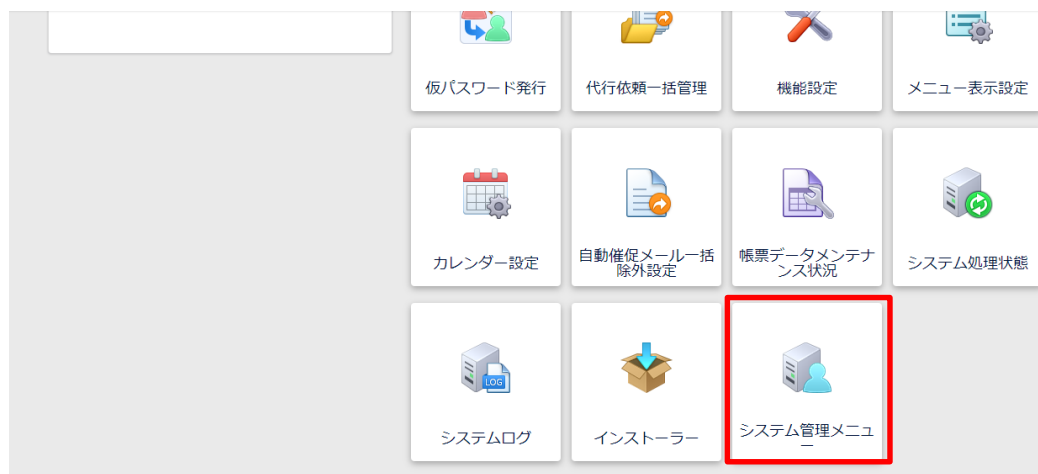 仮パスワード発行
代行依頼一括管理
機能設定
メニュー表示設定
カレンダー設定
自動催促メール一括
除外設定
帳票データメンテナ
ンス状況
システム処理状態
LOG
システムログ
インストーラー
システム管理メニュ
ー